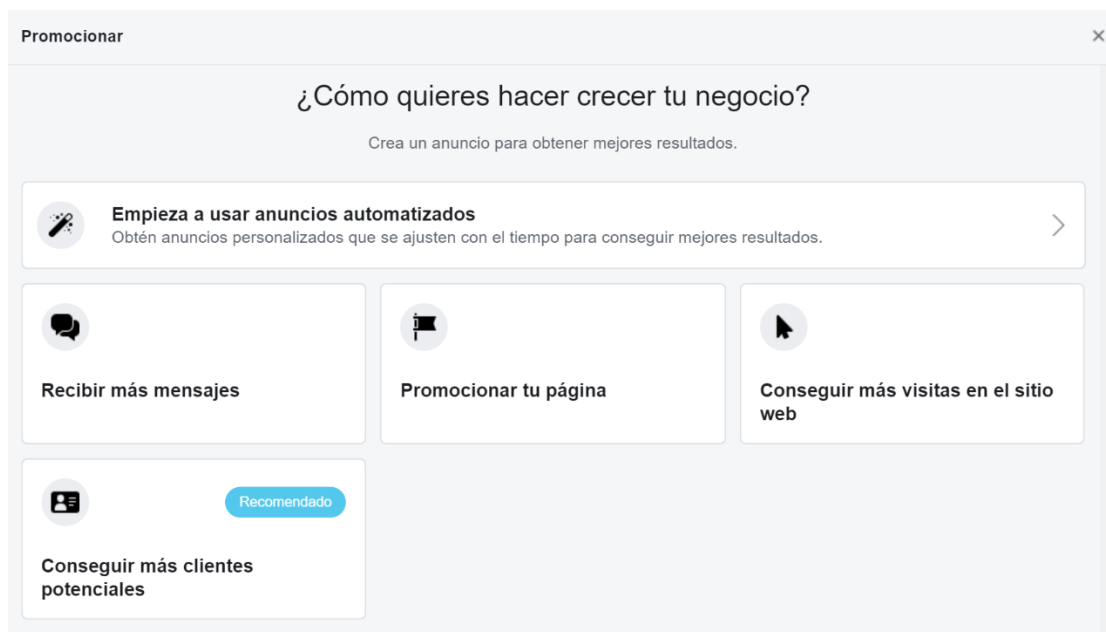 Promocionar
¿Cómo quieres hacer crecer tu negocio?
Crea un anuncio para obtener mejores resultados.
Empieza a usar anuncios automatizados
Obtén anuncios personalizados que se ajusten con el tiempo para conseguir mejores resultados.
Recibir más mensajes
Promocionar tu página
Conseguir más visitas en el sitio
web
Recomendado
Conseguir más clientes
potenciales